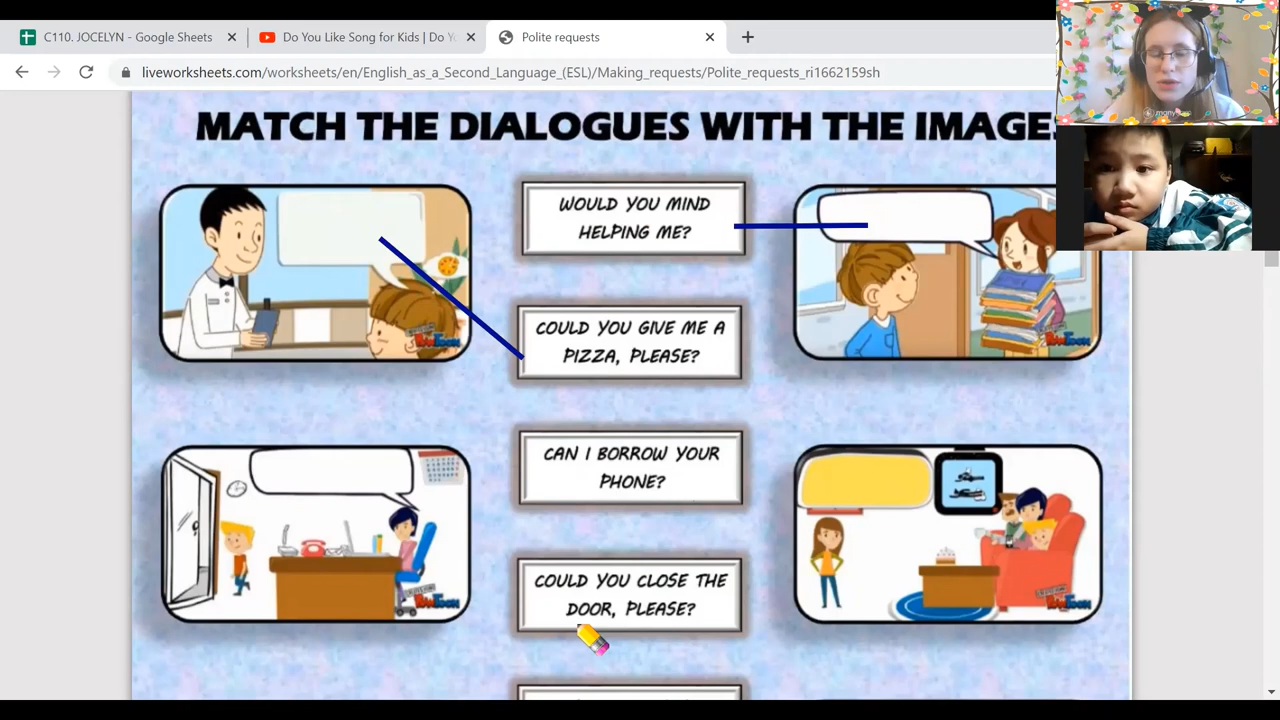 C110. JOCELYN - Google Sheets
Do You Like Song for Kids | Do Yo
Polite requests
liveworksheets.com/worksheets/en/English_as_a_Second_Language_(ESL)/Making_requests/Polite_requests_ri1662159sh
MATCH THE DIALOGUES WITH THE IMAGES
WOULD YOU MIND
HELPING ME?
COULD YOU GIVE ME A
PIZZA, PLEASE?
CAN I BORROW YOUR
PHONE?
COULD YOU CLOSE THE
DOOR, PLEASE?